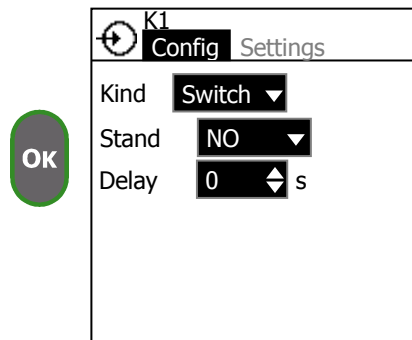 K1
Config Settings
Kind Switch
Stand NO
OK
Delay 0 s